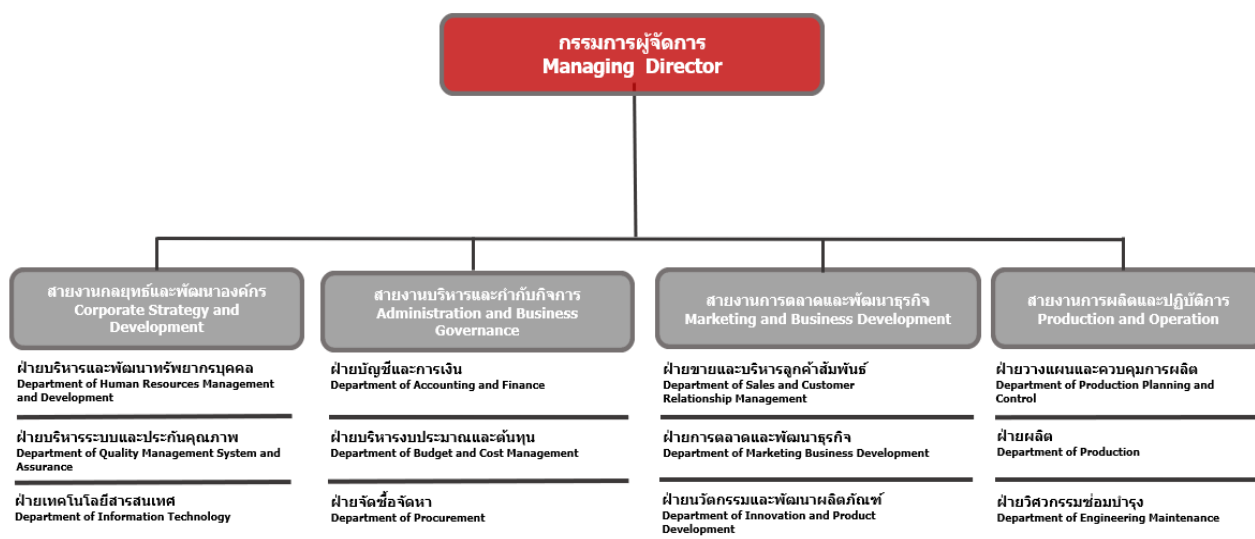 กรรมการผู้จัดการ
Managing Director
สายงานกลยุทธ์และพัฒนาองค์กร
Corporate Strategy and
Development
ฝ่ายบริหารและพัฒนาทรัพยากรบุคคล
Department of Human Resources Management
and Development
ฝ่ายบริหารระบบและประกันคุณภาพ
Department of Quality Management System and
Assurance
ฝ่ายเทคโนโลยีสารสนเทศ
Department of Information Technology
สายงานบริหารและกำกับกิจการ
Administration and Business
Governance
ฝ่ายบัญชีและการเงิน
Department of Accounting and Finance
ฝ่ายบริหารงบประมาณและต้นทุน
Department of Budget and Cost Management
ฝ่ายจัดซื้อจัดหา
Department of Procurement
สายงานการตลาดและพัฒนาธุรกิจ
Marketing and Business Development
ฝ่ายขายและบริหารลูกค้าสัมพันธ์
Department of Sales and Customer
Relationship Management
ฝ่ายการตลาดและพัฒนาธุรกิจ
Department of Marketing Business Development
ฝ่ายนวัตกรรมและพัฒนาผลิตภัณฑ์
Department of Innovation and Product
Development
สายงานการผลิตและปฏิบัติการ
Production and Operation
ฝ่ายวางแผนและควบคุมการผลิต
Department of Production Planning and
Control
ฝ่ายผลิต
Department of Production
ฝ่ายวิศวกรรมซ่อมบำรุง
Department of Engineering Maintenance